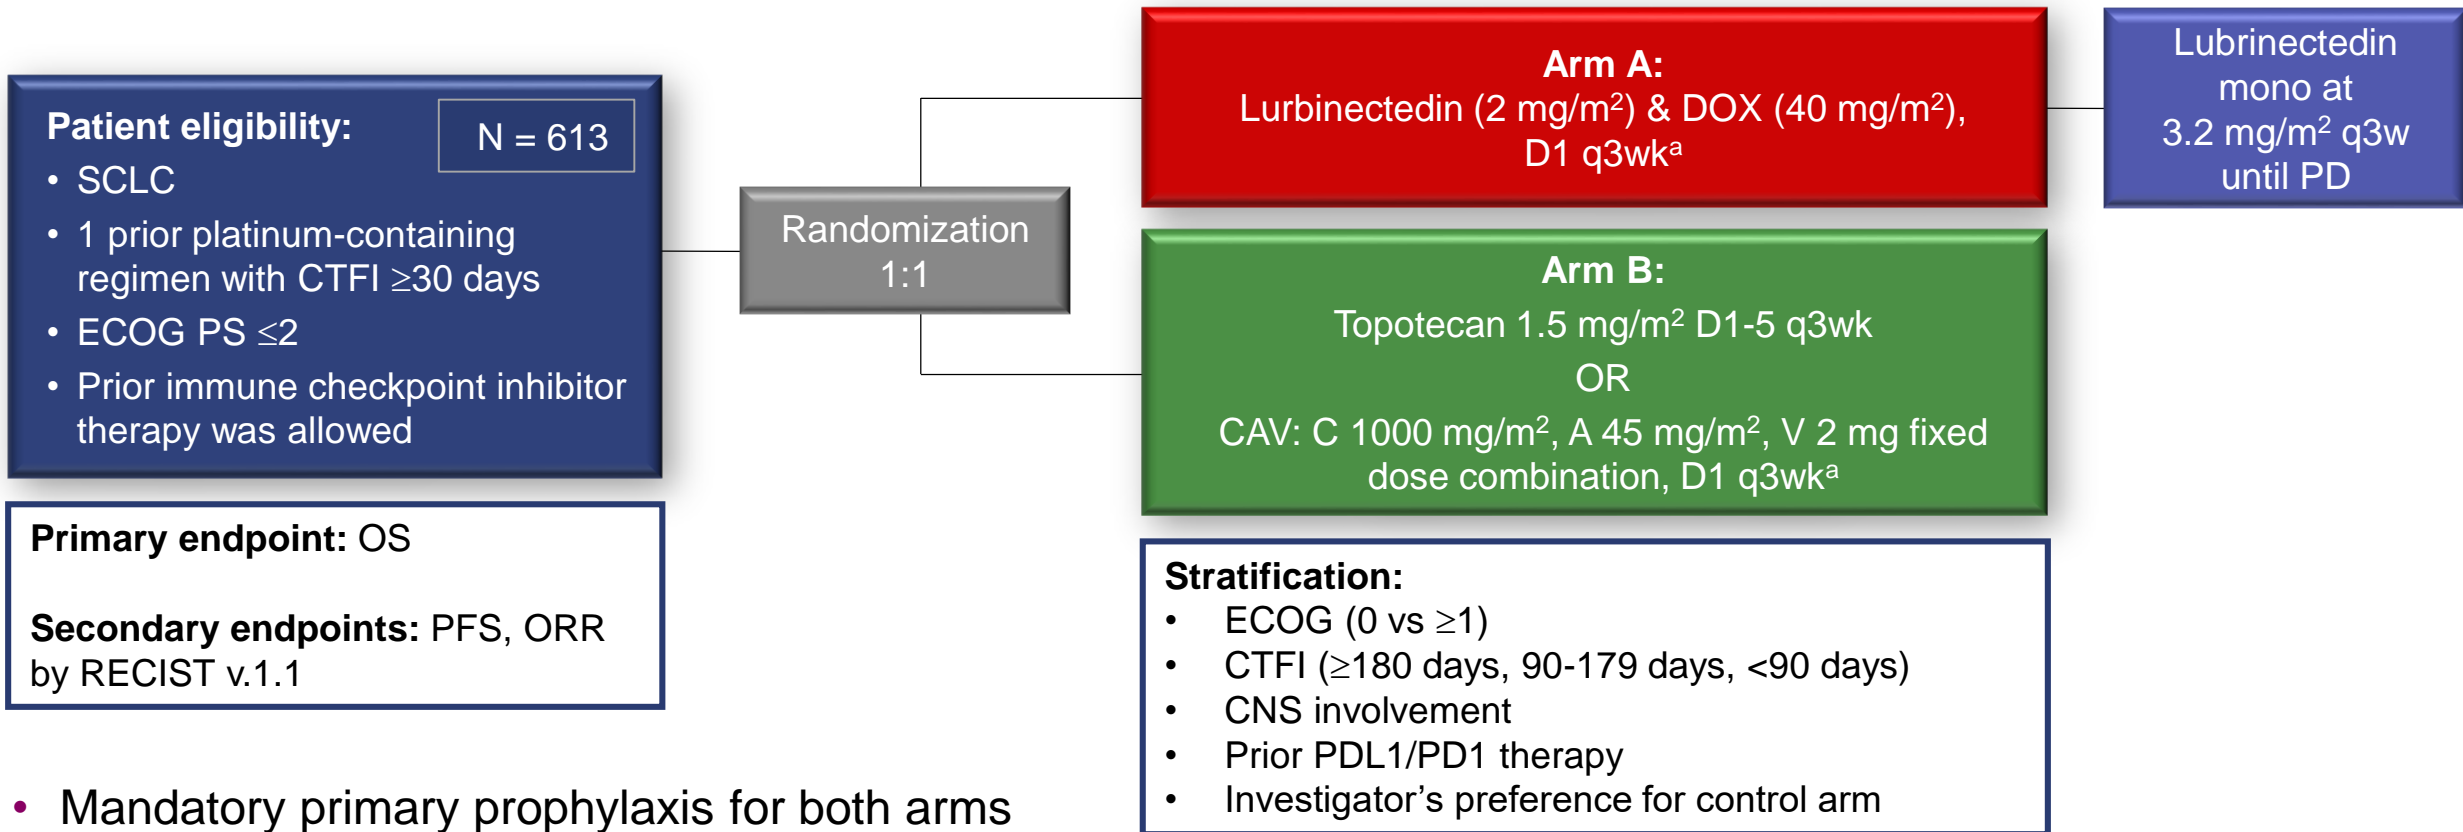 Patient eligibility:
N = 613
• SCLC
• 1 prior platinum-containing
regimen with CTFI ≥30 days
• ECOG PS ≤2
• Prior immune checkpoint inhibitor
therapy was allowed
Primary endpoint: OS
Secondary endpoints: PFS, ORR
by RECIST v.1.1
Randomization
1:1
Arm A:
Lurbinectedin (2 mg/m²) & DOX (40 mg/m²),
D1 q3wkᵃ
Lubrinectedin
mono at
3.2 mg/m² q3w
until PD
Arm B:
Topotecan 1.5 mg/m² D1-5 q3wk
OR
CAV: C 1000 mg/m², A 45 mg/m², V 2 mg fixed
dose combination, D1 q3wkᵃ
Stratification:
• ECOG (0 vs ≥1)
• CTFI (≥180 days, 90-179 days, <90 days)
• CNS involvement
• Prior PDL1/PD1 therapy
• Investigator’s preference for control arm
• Mandatory primary prophylaxis for both arms